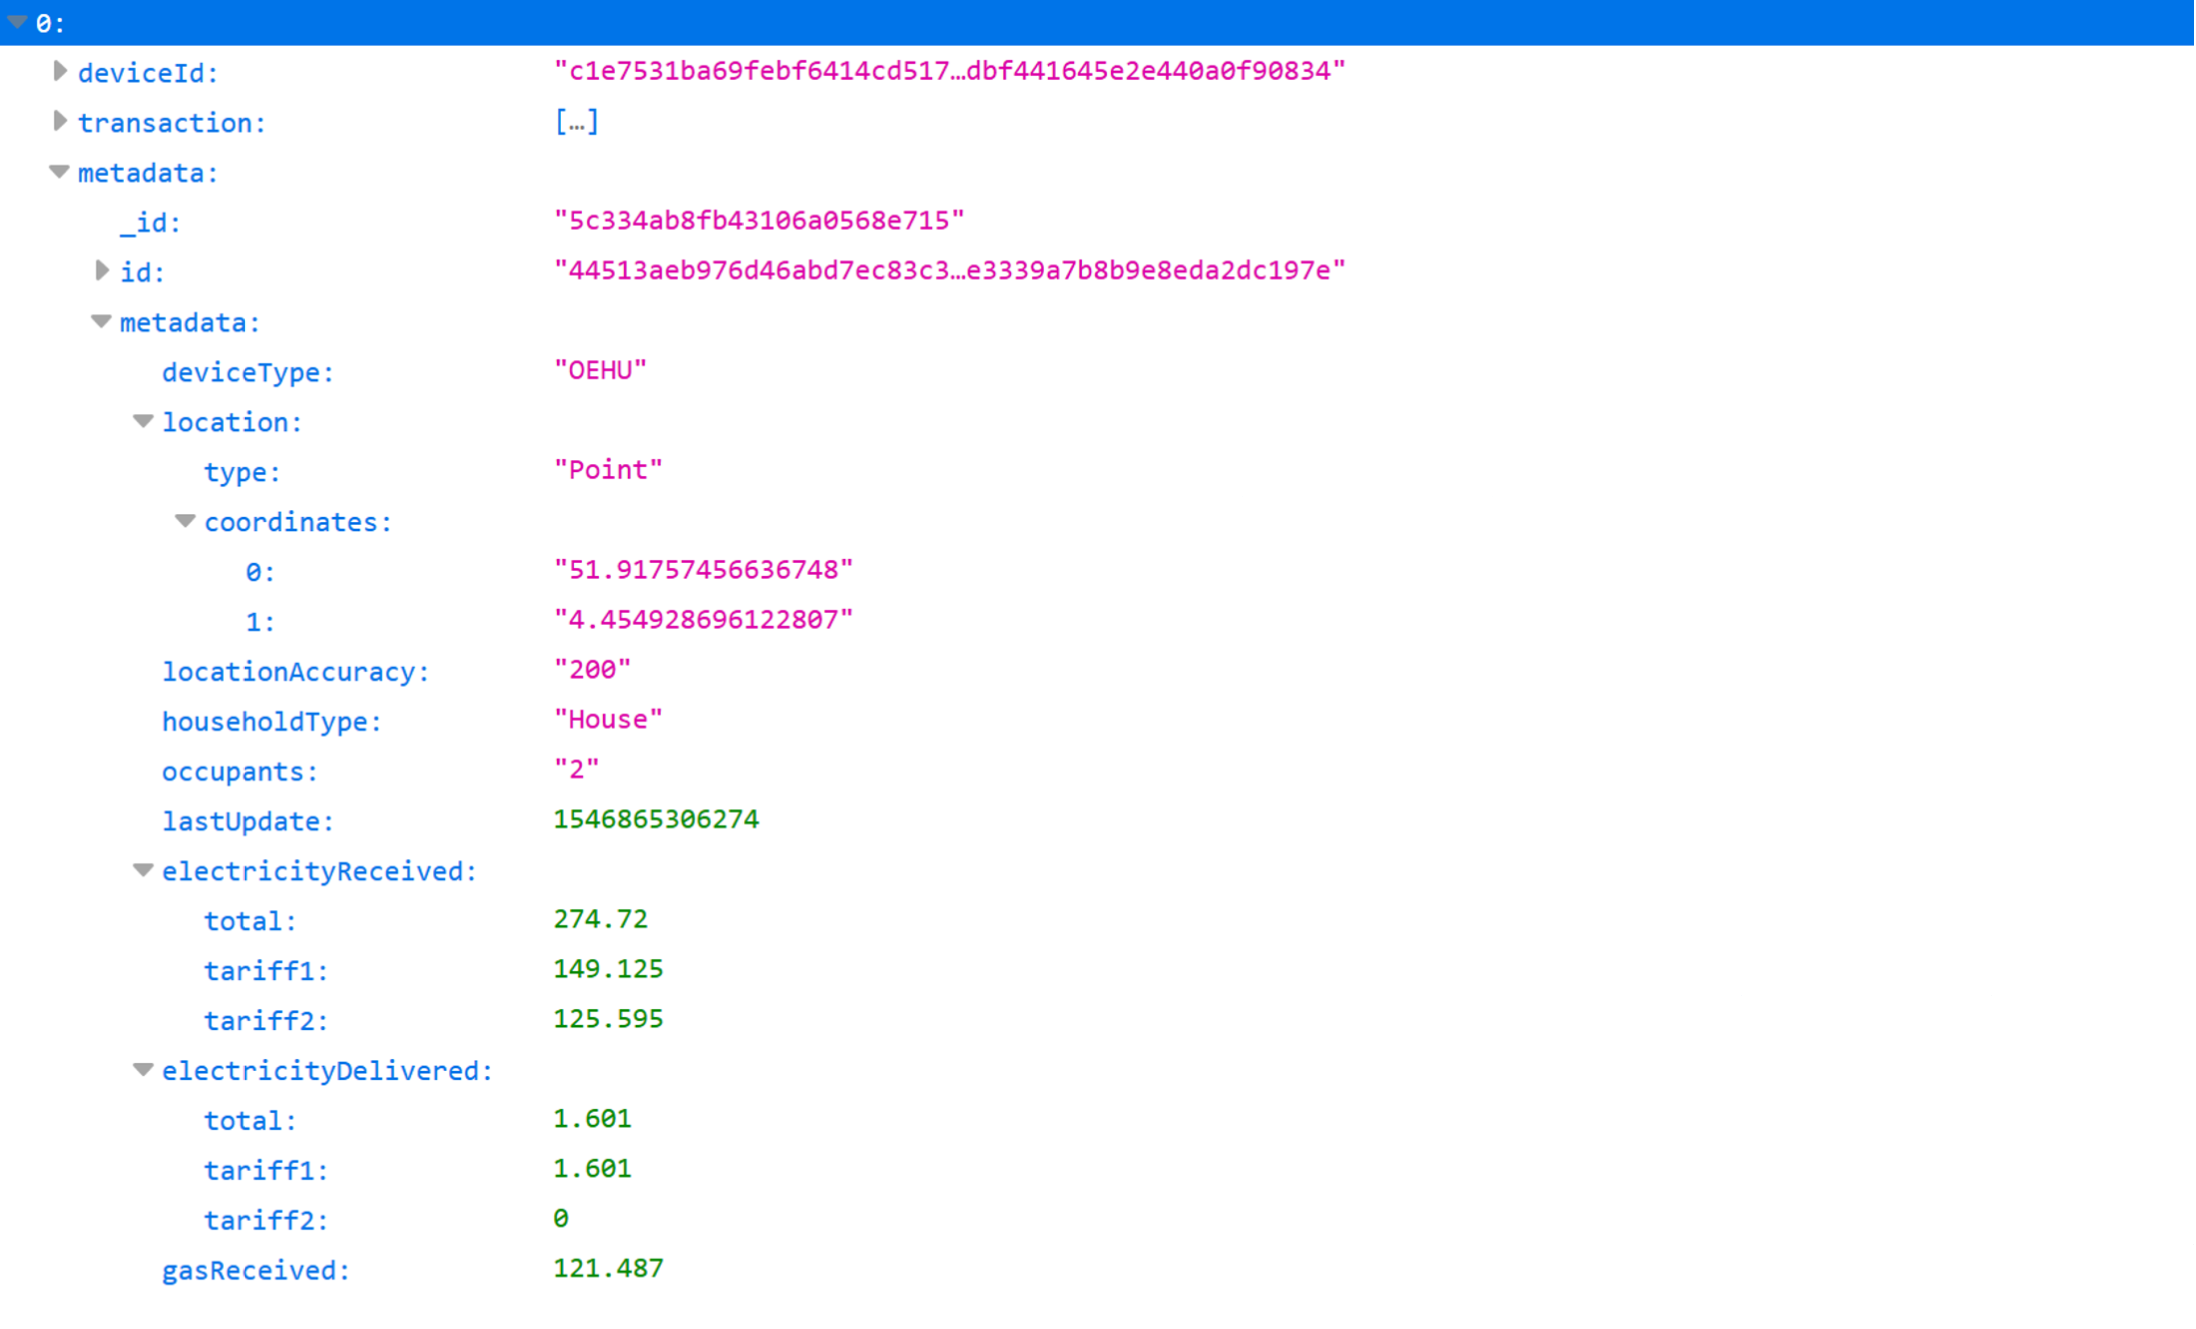 0:
deviceId: "c1e7531ba69febf6414cd517…dbf441645e2e440a0f90834"
transaction: […]
metadata:
_id: "5c334ab8fb43106a0568e715"
id: "44513aeb976d46abd7ec83c3…e3339a7b8b9e8eda2dc197e"
metadata:
deviceType: "OEHU"
location:
type: "Point"
coordinates:
0: "51.91757456636748"
1: "4.454928696122807"
locationAccuracy: "200"
householdType: "House"
occupants: "2"
lastUpdate: 1546865306274
electricityReceived:
total: 274.72
tariff1: 149.125
tariff2: 125.595
electricityDelivered:
total: 1.601
tariff1: 1.601
tariff2: 0
gasReceived: 121.487